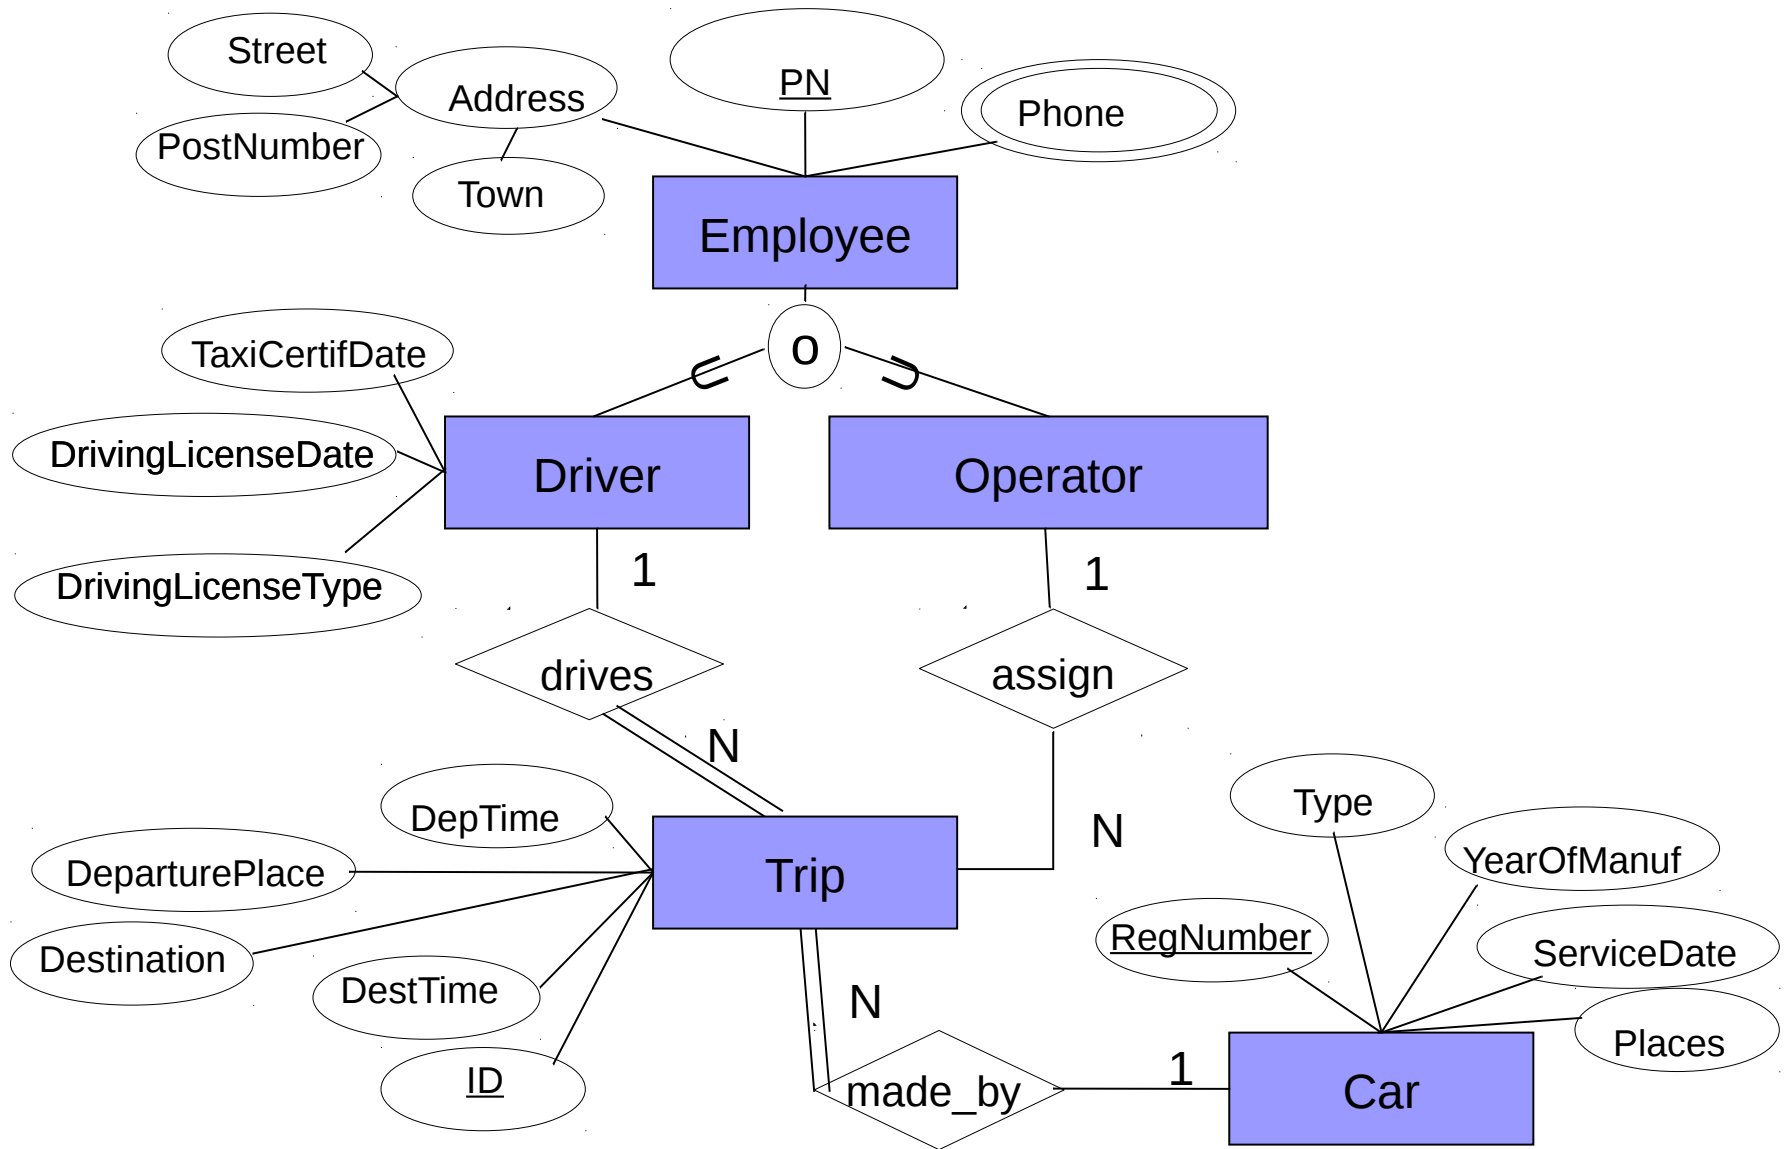 Street
Address
PN
Phone
PostNumber
Town
Employee
o
TaxiCertifDate
DrivingLicenseDate
Driver
Operator
DrivingLicenseType
1
1
drives
assign
N
DepTime
Type
N
DeparturePlace
Trip
YearOfManuf
Destination
RegNumber
ServiceDate
DestTime
N
Places
ID
made_by
1
Car